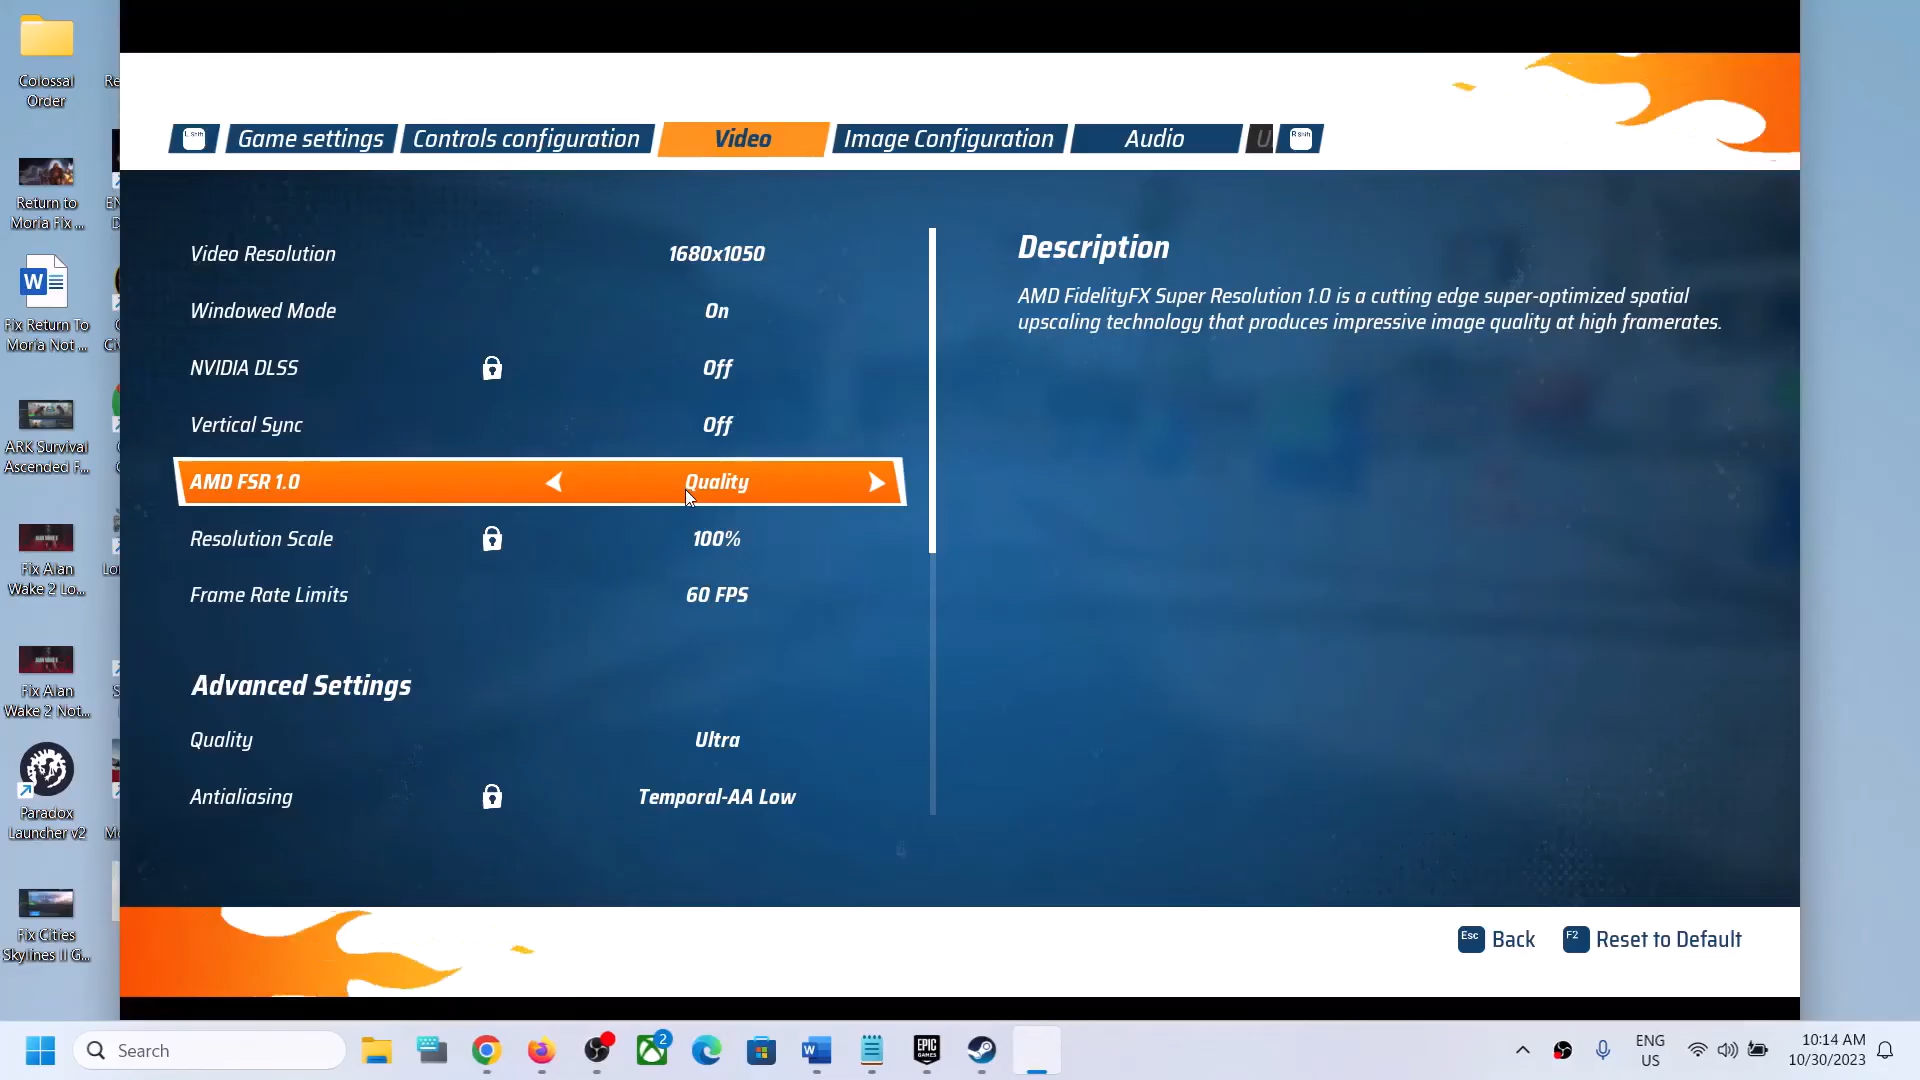 Colossal
Order
Return to
Moria Fix ...
Fix Return To
Moria Not ...
ARK Survival
Ascended F...
Fix Alan
Wake 2 Lo...
Fix Alan
Wake 2 Not...
Paradox
Launcher v2
Fix Cities
Skylines II G...
Game settings
Controls configuration
Video
Image Configuration
Audio
Video Resolution 1680x1050
Windowed Mode On
NVIDIA DLSS Off
Vertical Sync Off
AMD FSR 1.0 Quality
Resolution Scale 100%
Frame Rate Limits 60 FPS
Advanced Settings
Quality Ultra
Antialiasing Temporal-AA Low
Description
AMD FidelityFX Super Resolution 1.0 is a cutting edge super-optimized spatial
upscaling technology that produces impressive image quality at high framerates.
Esc Back F2 Reset to Default
Search
2
EPIC
GAMES
ENG
US
10:14 AM
10/30/2023